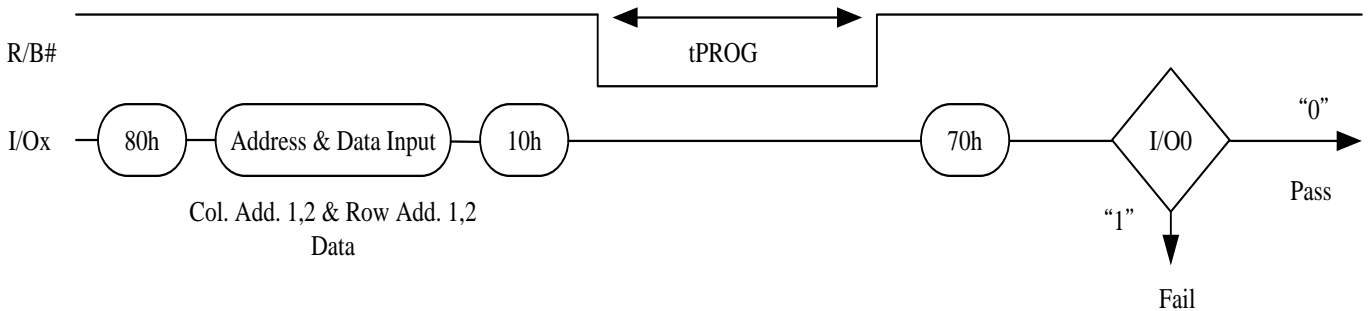 R/B#
tPROG
I/Ox
80h
Address & Data Input
10h
70h
I/O0
“0”
Pass
Col. Add. 1,2 & Row Add. 1,2
Data
“1”
Fail